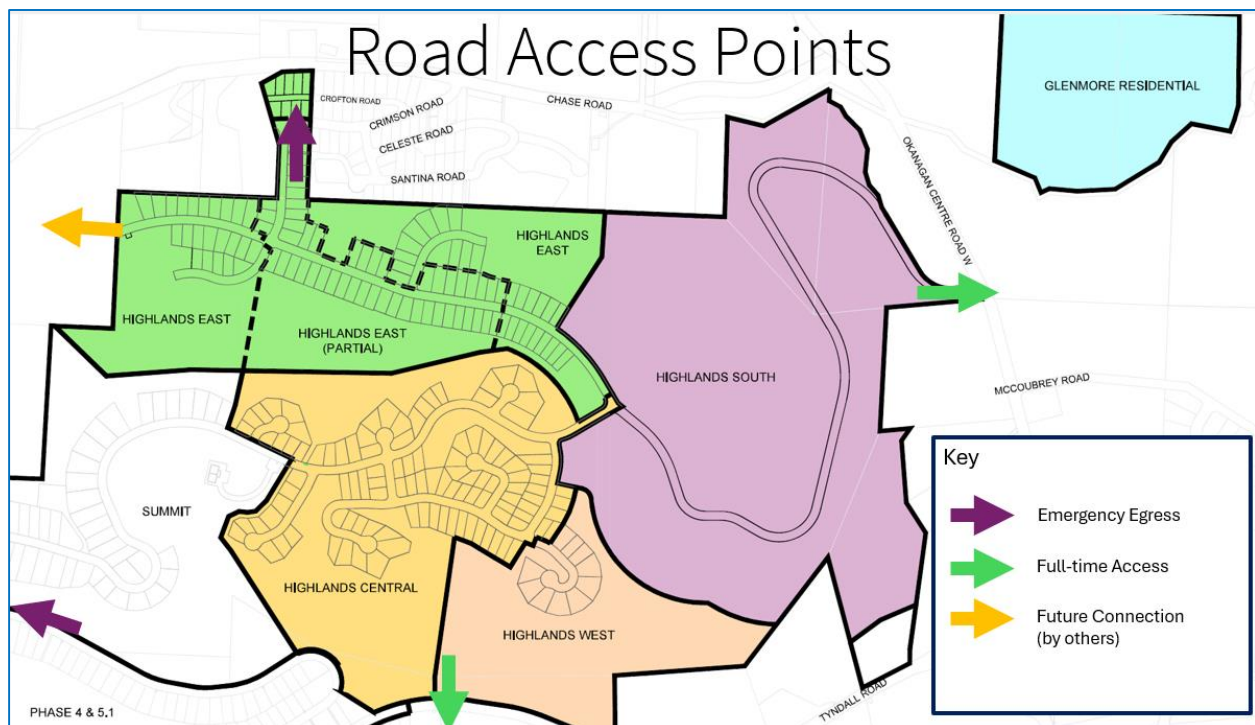 Road Access Points
GLENMORE RESIDENTIAL
CROFTON ROAD
CRIMSON ROAD
CHASE ROAD
CELESTE ROAD
SANTINA ROAD
OKANAGAN CENTRE ROAD W
HIGHLANDS
EAST
HIGHLANDS EAST
HIGHLANDS EAST
(PARTIAL)
HIGHLANDS SOUTH
MCCOUBREY ROAD
SUMMIT
HIGHLANDS CENTRAL
HIGHLANDS WEST
TYNDALL ROAD
PHASE 4 & 5.1
Key
Emergency Egress
Full-time Access
Future Connection
(by others)